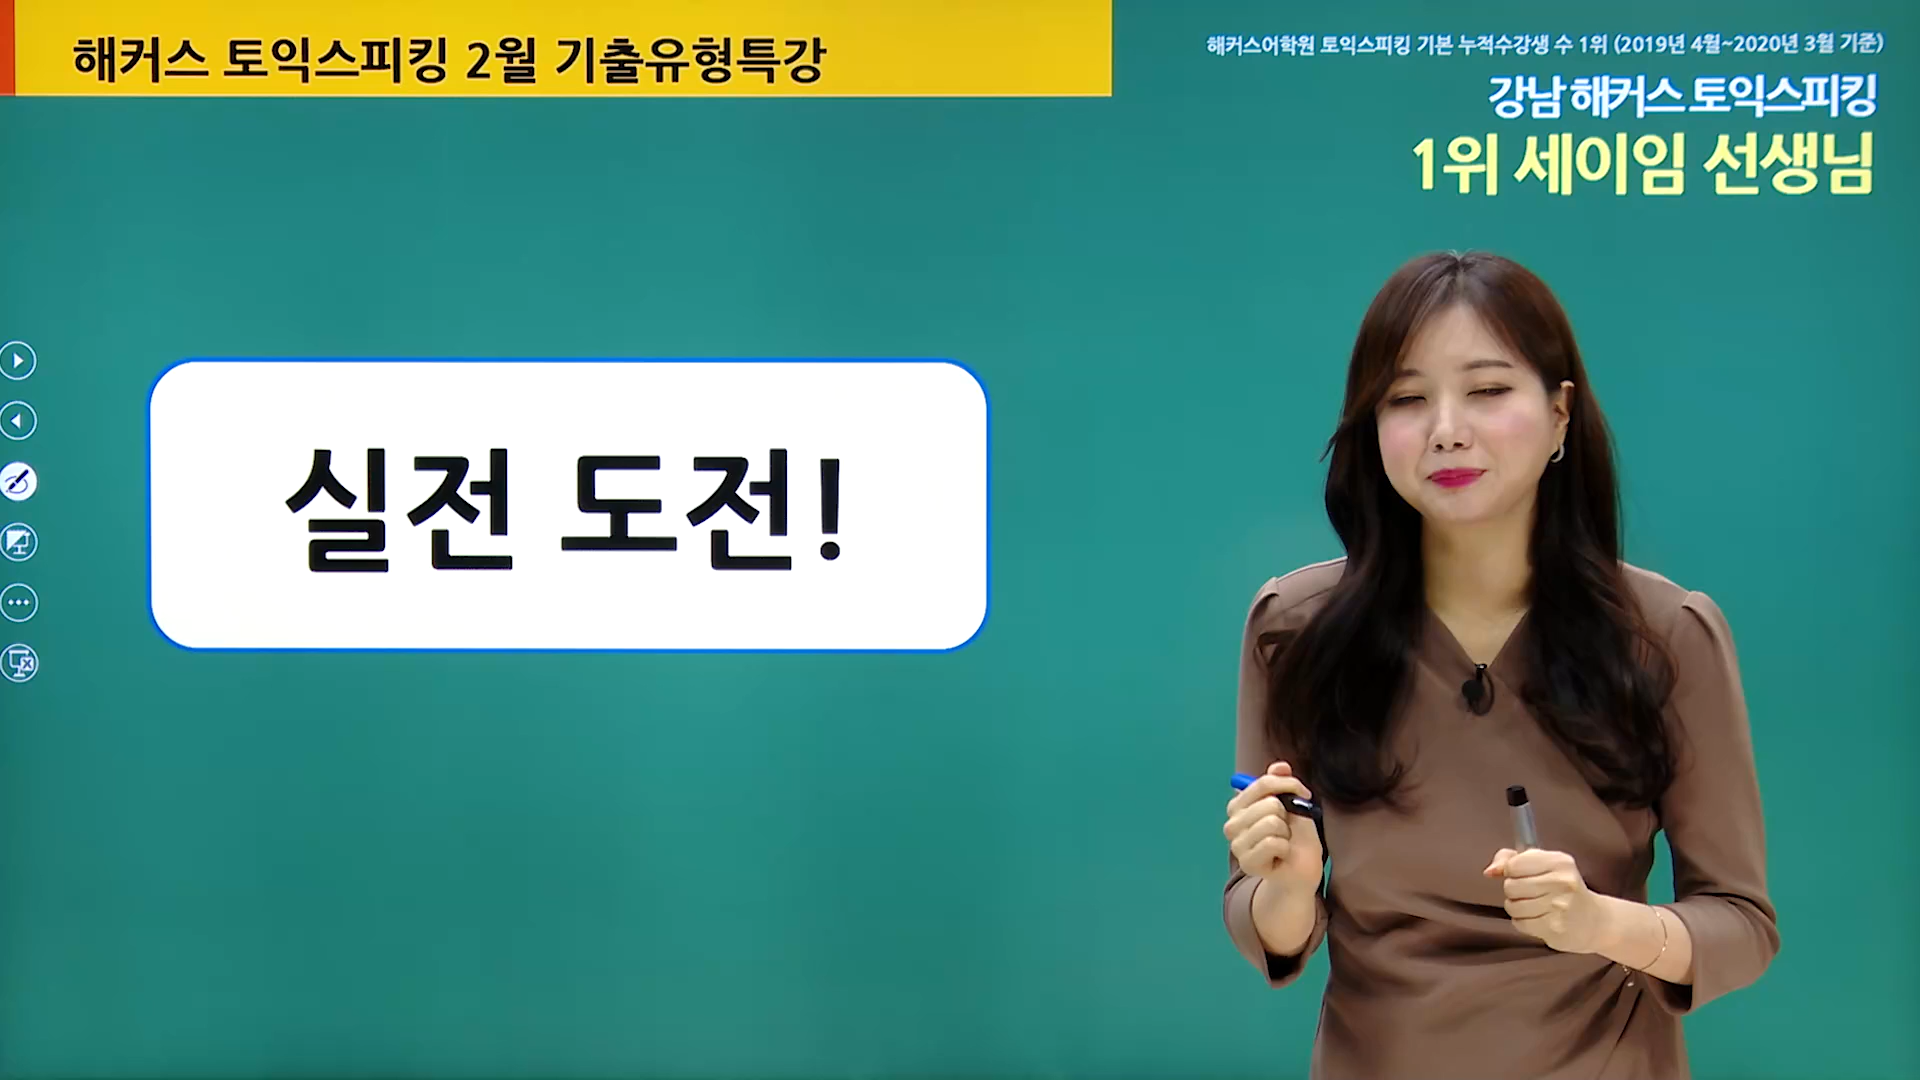 해커스 토익스피킹 2월 기출유형특강
해커스어학원 토익스피킹 기본 누적수강생 수 1위 (2019년 4월~2020년 3월 기준)
강남 해커스 토익스피킹
1위 세이임 선생님
실전 도전!